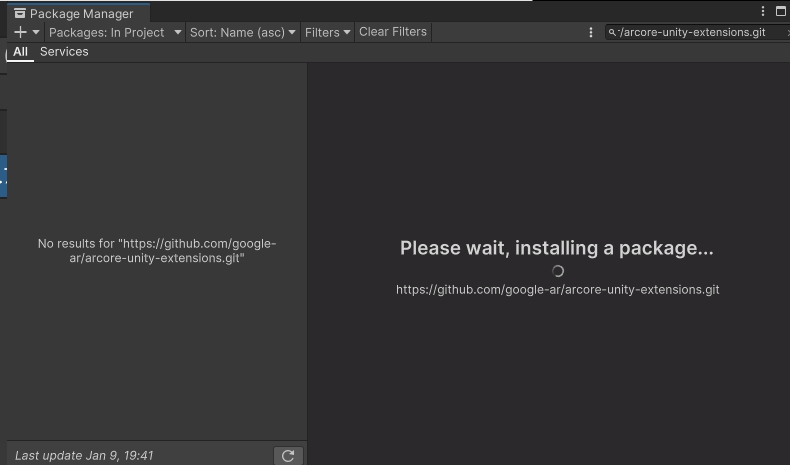 Package Manager
Packages: In Project
Sort: Name (asc)
Filters
Clear Filters
/arcore-unity-extensions.git
All
Services
No results for "https://github.com/google-
ar/arcore-unity-extensions.git"
Please wait, installing a package...
https://github.com/google-ar/arcore-unity-extensions.git
Last update Jan 9, 19:41